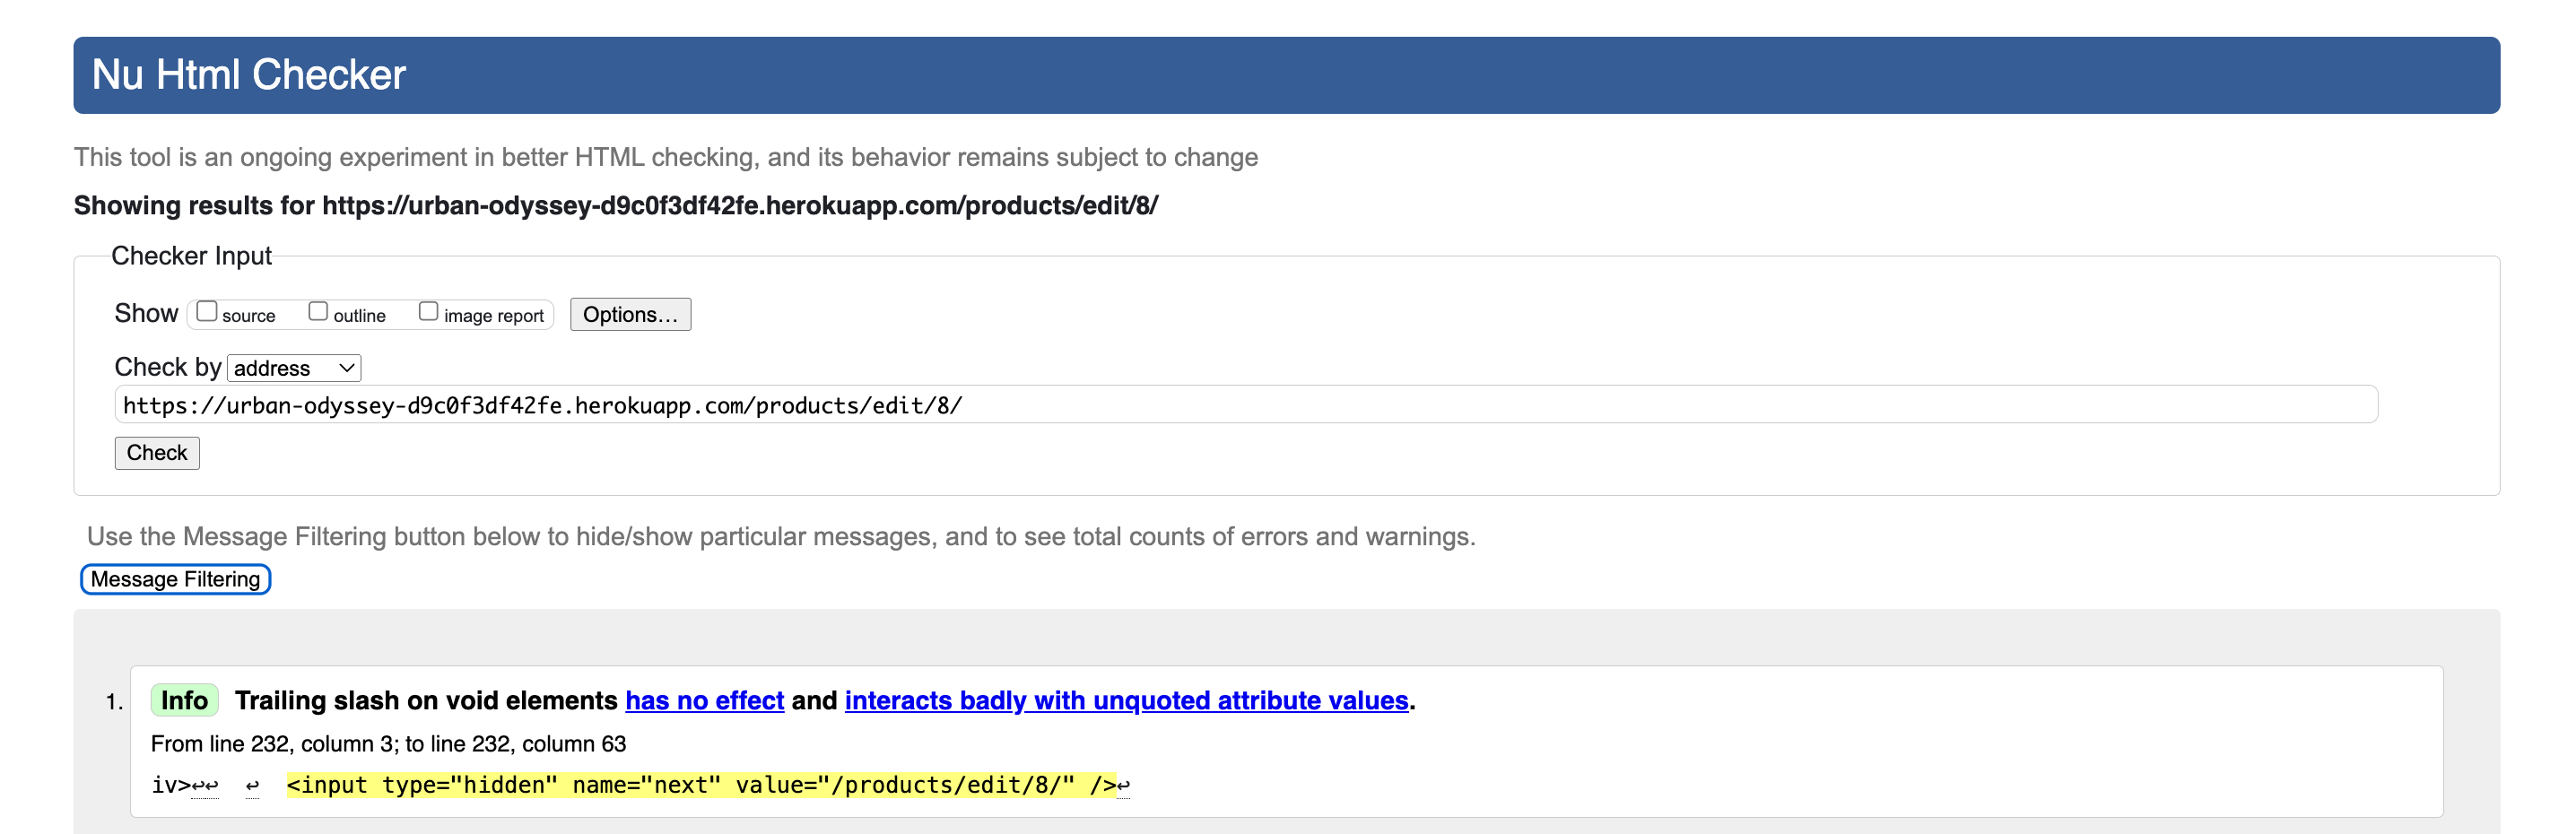 Nu Html Checker
This tool is an ongoing experiment in better HTML checking, and its behavior remains subject to change
Showing results for https://urban-odyssey-d9c0f3df42fe.herokuapp.com/products/edit/8/
Checker Input
Show source outline image report Options…
Check by address
https://urban-odyssey-d9c0f3df42fe.herokuapp.com/products/edit/8/
Check
Use the Message Filtering button below to hide/show particular messages, and to see total counts of errors and warnings.
Message Filtering
1. Info Trailing slash on void elements has no effect and interacts badly with unquoted attribute values.
From line 232, column 3; to line 232, column 63
iv>↩↩ ↩ <input type="hidden" name="next" value="/products/edit/8/" />↩